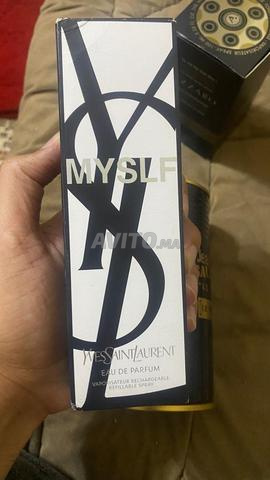 MYSLF
AVITO.ma
YVESSAINTLAURENT
EAU DE PARFUM
VAPORISATEUR RECHARGEABLE
REFILLABLE SPRAY